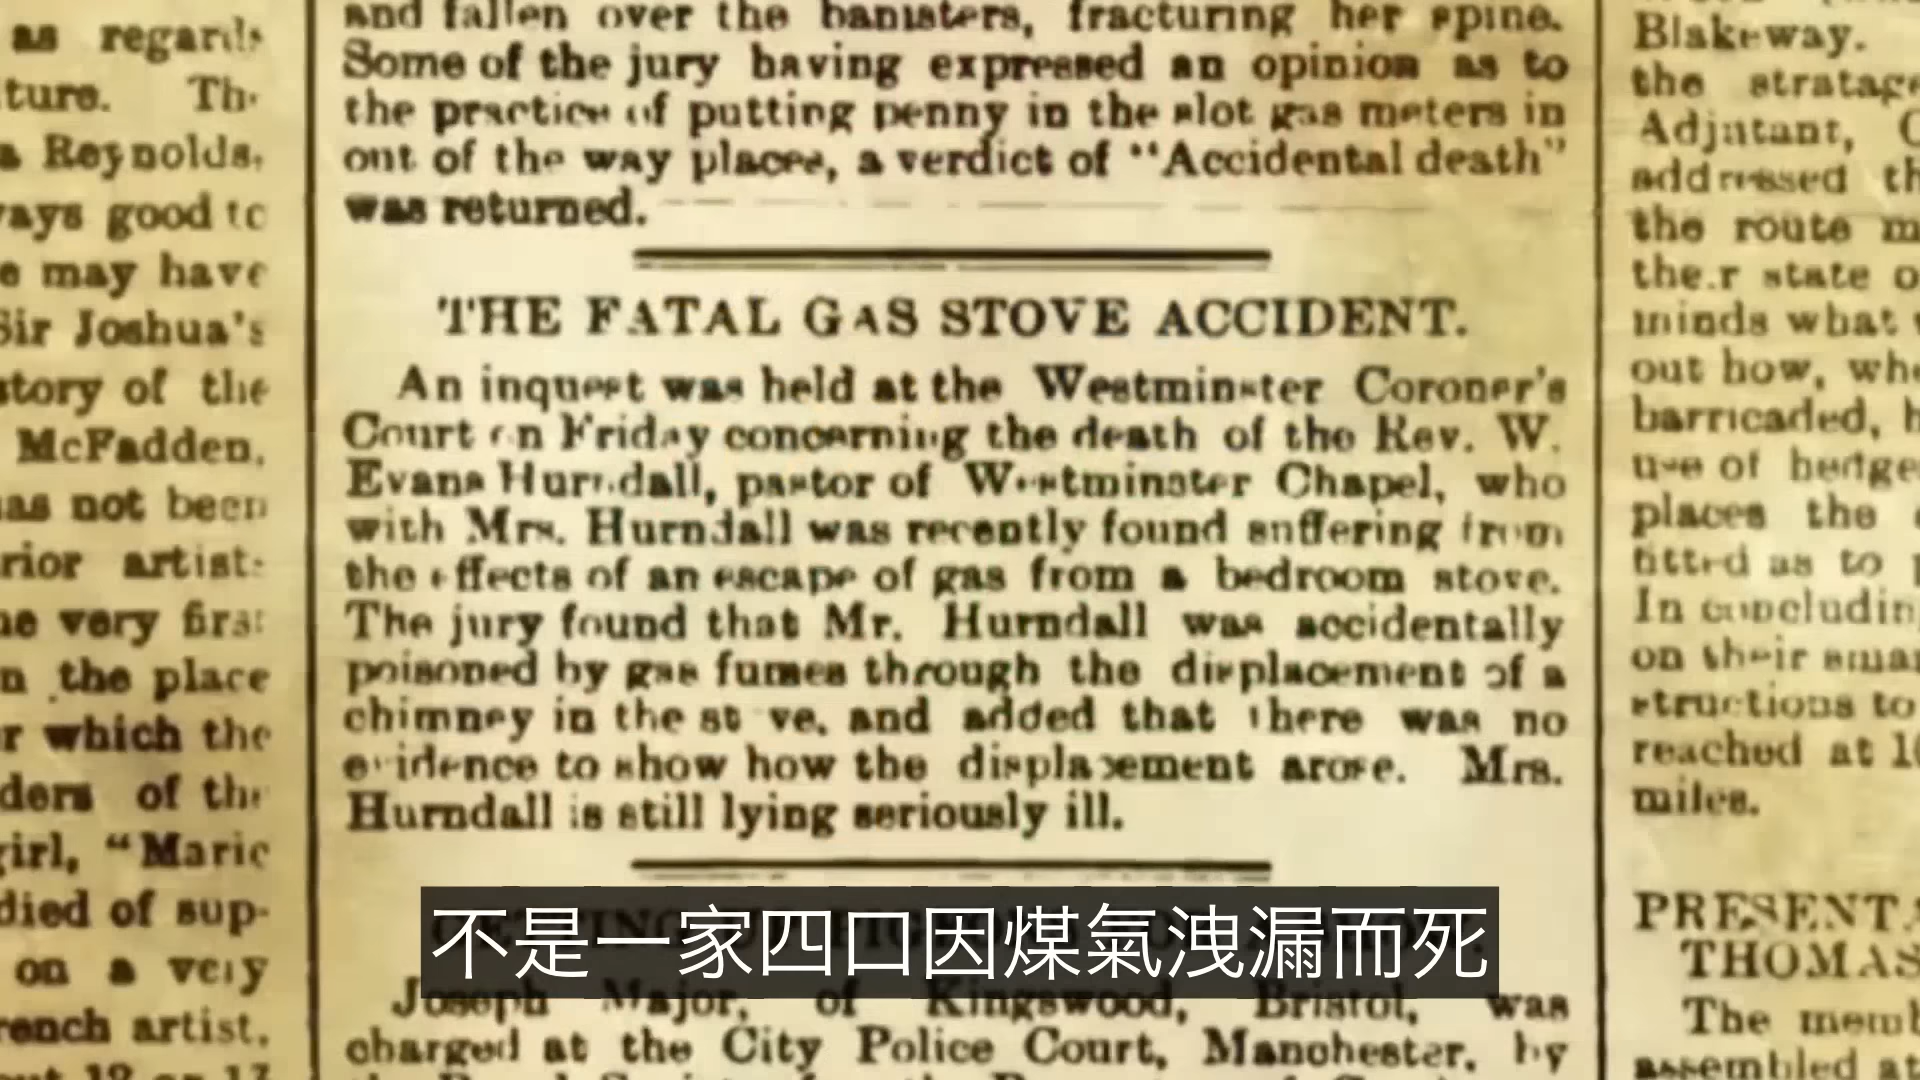 as regards
ture. The
Reynolds.
ways good to
e may have
Sir Joshua's
story of the
McFadden.
has not been
rior artist
he very first
n the place
r which the
ders of the
girl, "Marie
died of sup-
on a very
rench artist.
and fallen over the banisters, fracturing her spine.
Some of the jury having expressed an opinion as to
the practice of putting penny in the slot gas meters in
out of the way places, a verdict of "Accidental death"
was returned.
THE FATAL GAS STOVE ACCIDENT.
An inquest was held at the Westminster Coroner's
Court on Friday concerning the death of the Rev. W.
Evans Hurndall, pastor of Westminster Chapel, who
with Mrs. Hurndall was recently found suffering from
the effects of an escape of gas from a bedroom stove.
The jury found that Mr. Hurndall was accidentally
poisoned by gas fumes through the displacement of a
chimney in the stove, and added that there was no
evidence to show how the displacement arose. Mrs.
Hurndall is still lying seriously ill.
不是一家四口因煤氣洩漏而死
Joseph Major, of Kingswood, Bristol, was
charged at the City Police Court, Manchester, by
Blakeway.
the stratage
Adjutant, C
addressed th
the route m
their state o
minds what
out how, whe
barricaded, h
use of hedge
places the
fitted as to
In concludin
on their smar
structions to
reached at 10
miles.
PRESENTA
THOMAS
The memb
assembled at